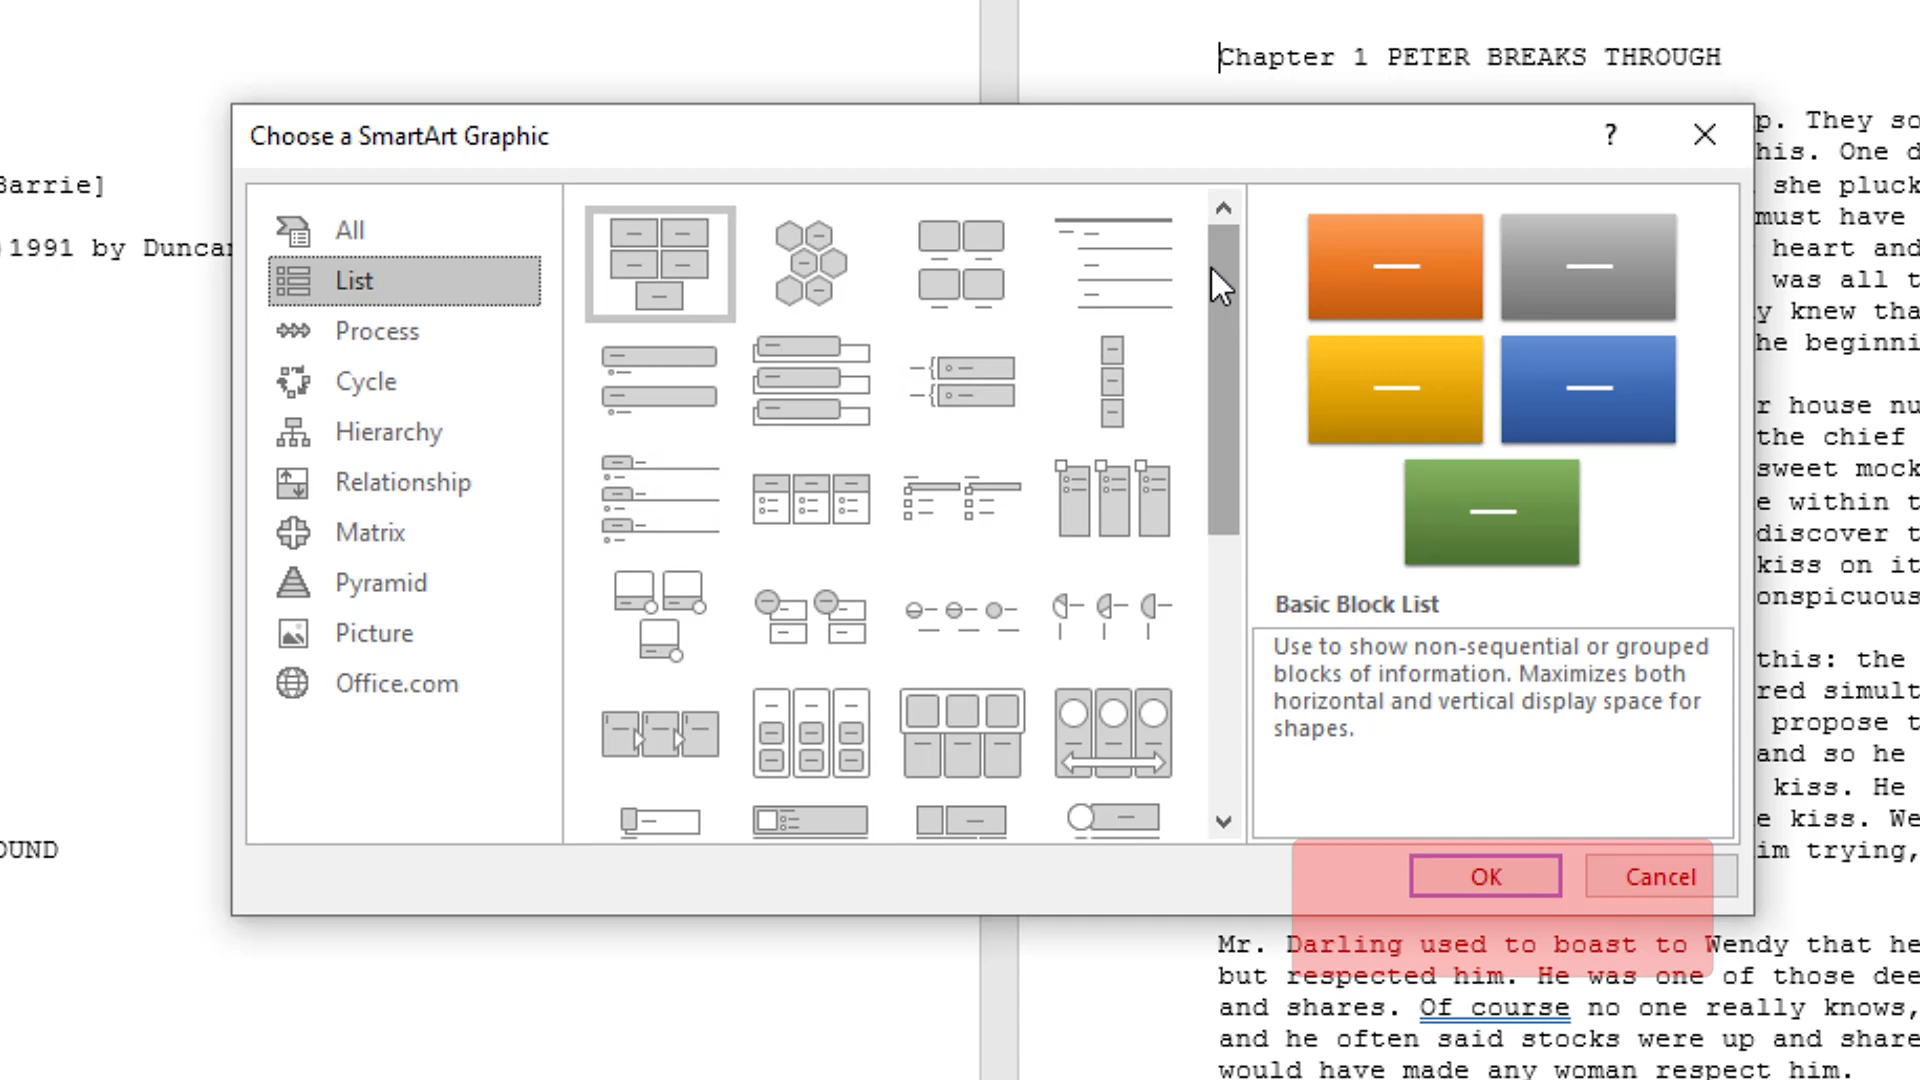 Chapter 1 PETER BREAKS THROUGH
Barrie]
1991 by Duncan
OUND
Choose a SmartArt Graphic
?
All
List
Process
Cycle
Hierarchy
Relationship
Matrix
Pyramid
Picture
Office.com
Basic Block List
Use to show non-sequential or grouped
blocks of information. Maximizes both
horizontal and vertical display space for
shapes.
OK
Cancel
p. They so
his. One d
she pluck
must have
heart and
was all t
y knew tha
he beginni
r house nu
the chief
sweet mock
e within t
discover t
kiss on it
onspicuous
this: the
red simult
propose t
and so he
kiss. He
e kiss. We
im trying,
Mr. Darling used to boast to Wendy that he
but respected him. He was one of those dee
and shares. Of course no one really knows,
and he often said stocks were up and share
would have made any woman respect him.